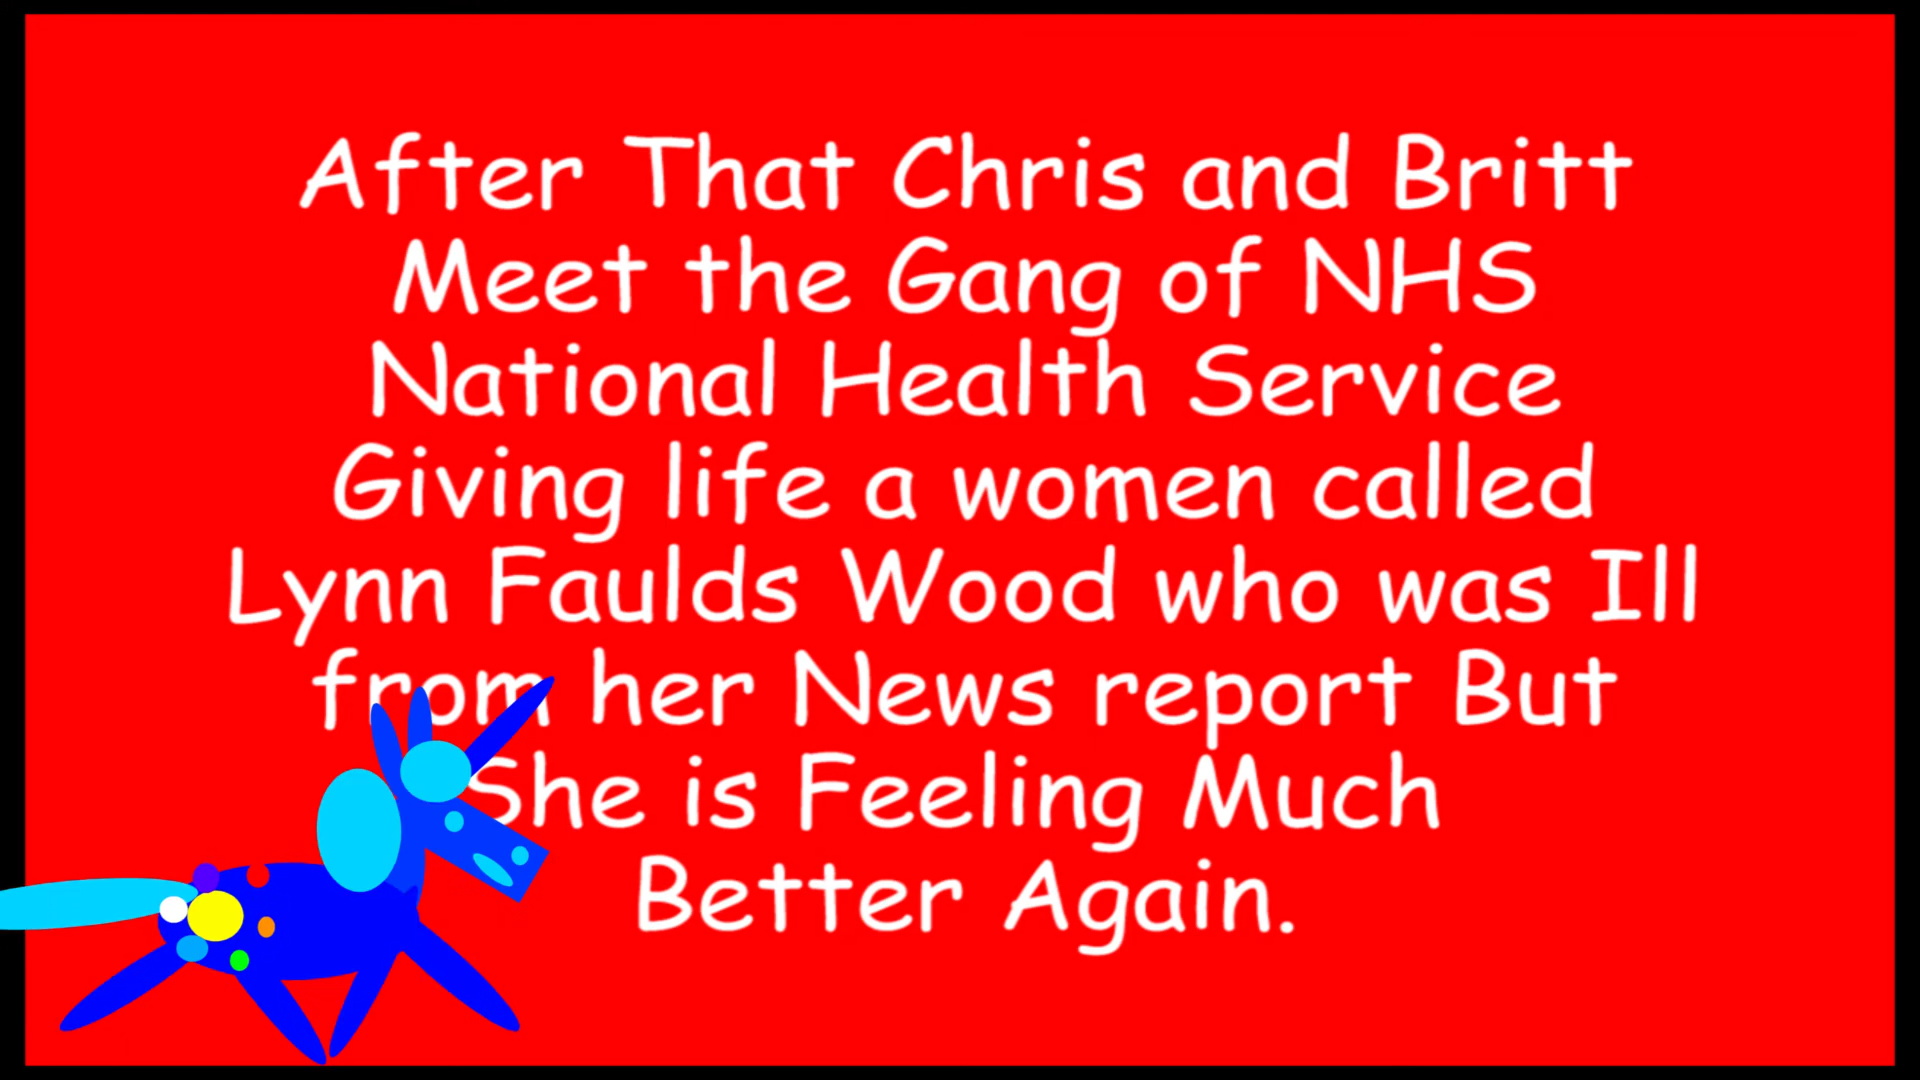 After That Chris and Britt
Meet the Gang of NHS
National Health Service
Giving life a women called
Lynn Faulds Wood who was Ill
from her News report But
She is Feeling Much
Better Again.